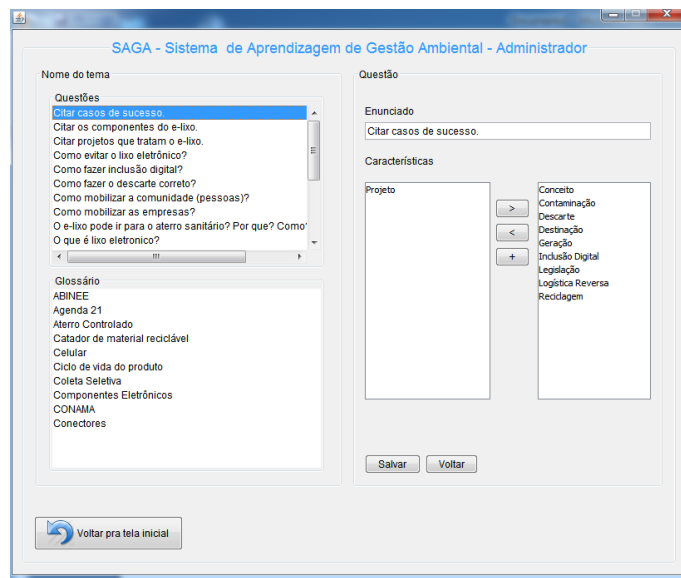 SAGA - Sistema de Aprendizagem de Gestão Ambiental - Administrador
Nome do tema
Questões
Citar casos de sucesso.
Citar os componentes do e-lixo.
Citar projetos que tratam o e-lixo.
Como evitar o lixo eletrônico?
Como fazer inclusão digital?
Como fazer o descarte correto?
Como mobilizar a comunidade (pessoas)?
Como mobilizar as empresas?
O e-lixo pode ir para o aterro sanitário? Por que? Como
O que é lixo eletronico?
Glossário
ABINEE
Agenda 21
Aterro Controlado
Catador de material reciclável
Celular
Ciclo de vida do produto
Coleta Seletiva
Componentes Eletrônicos
CONAMA
Conectores
Questão
Enunciado
Citar casos de sucesso.
Características
Projeto
>
<
+
Conceito
Contaminação
Descarte
Destinação
Geração
Inclusão Digital
Legislação
Logística Reversa
Reciclagem
Salvar
Voltar
Voltar pra tela inicial